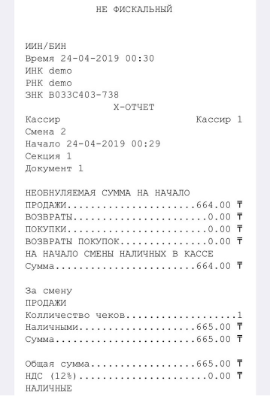 НЕ ФИСКАЛЬНЫЙ
ИИН/БИН
Время 24-04-2019 00:30
ИНК demo
РНК demo
ЗНК B033C403-738
X-ОТЧЕТ
Кассир Кассир 1
Смена 2
Начало 24-04-2019 00:29
Секция 1
Документ 1
НЕОБНУЛЯЕМАЯ СУММА НА НАЧАЛО
ПРОДАЖИ......................664.00 ₸
ВОЗВРАТЫ.......................0.00 ₸
ПОКУПКИ........................0.00 ₸
ВОЗВРАТЫ ПОКУПОК...............0.00 ₸
НА НАЧАЛО СМЕНЫ НАЛИЧНЫХ В КАССЕ
Сумма........................664.00 ₸
За смену
ПРОДАЖИ
Колличество чеков...................1
Наличными....................665.00 ₸
Сумма........................665.00 ₸
Общая сумма..................665.00 ₸
НДС (12%)......................0.00 ₸
НАЛИЧНЫЕ